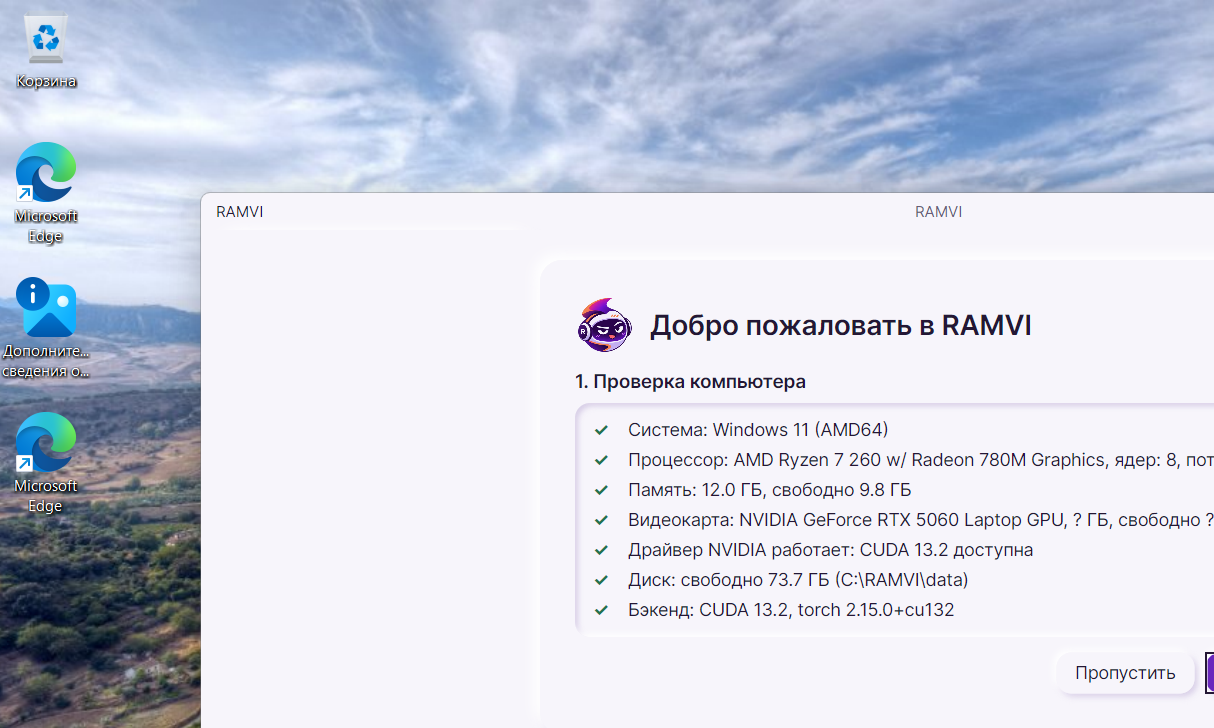 Корзина
Microsoft
Edge
Дополните...
сведения о...
Microsoft
Edge
RAMVI
RAMVI
R
Добро пожаловать в RAMVI
1. Проверка компьютера
Система: Windows 11 (AMD64)
Процессор: AMD Ryzen 7 260 w/ Radeon 780M Graphics, ядер: 8, пот
Память: 12.0 ГБ, свободно 9.8 ГБ
Видеокарта: NVIDIA GeForce RTX 5060 Laptop GPU, ? ГБ, свободно ?
Драйвер NVIDIA работает: CUDA 13.2 доступна
Диск: свободно 73.7 ГБ (C:\RAMVI\data)
Бэкенд: CUDA 13.2, torch 2.15.0+cu132
Пропустить